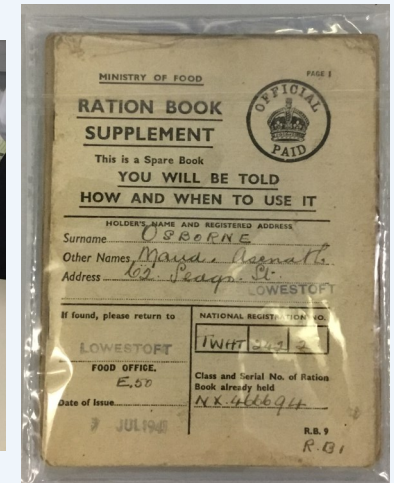 MINISTRY OF FOOD
PAGE 1
OFFICIAL
PAID
RATION BOOK
SUPPLEMENT
This is a Spare Book
YOU WILL BE TOLD
HOW AND WHEN TO USE IT
HOLDER'S NAME AND REGISTERED ADDRESS
Surname OSBORNE
Other Names Maud. Asenath.
Address 62. St.
LOWESTOFT
If found, please return to
LOWESTOFT
FOOD OFFICE.
E.50
Date of Issue
JUL
NATIONAL REGISTRATION NO.
TWHT 242 2
Class and Serial No. of Ration
Book already held
NX.466694
R.B. 9
R.B1